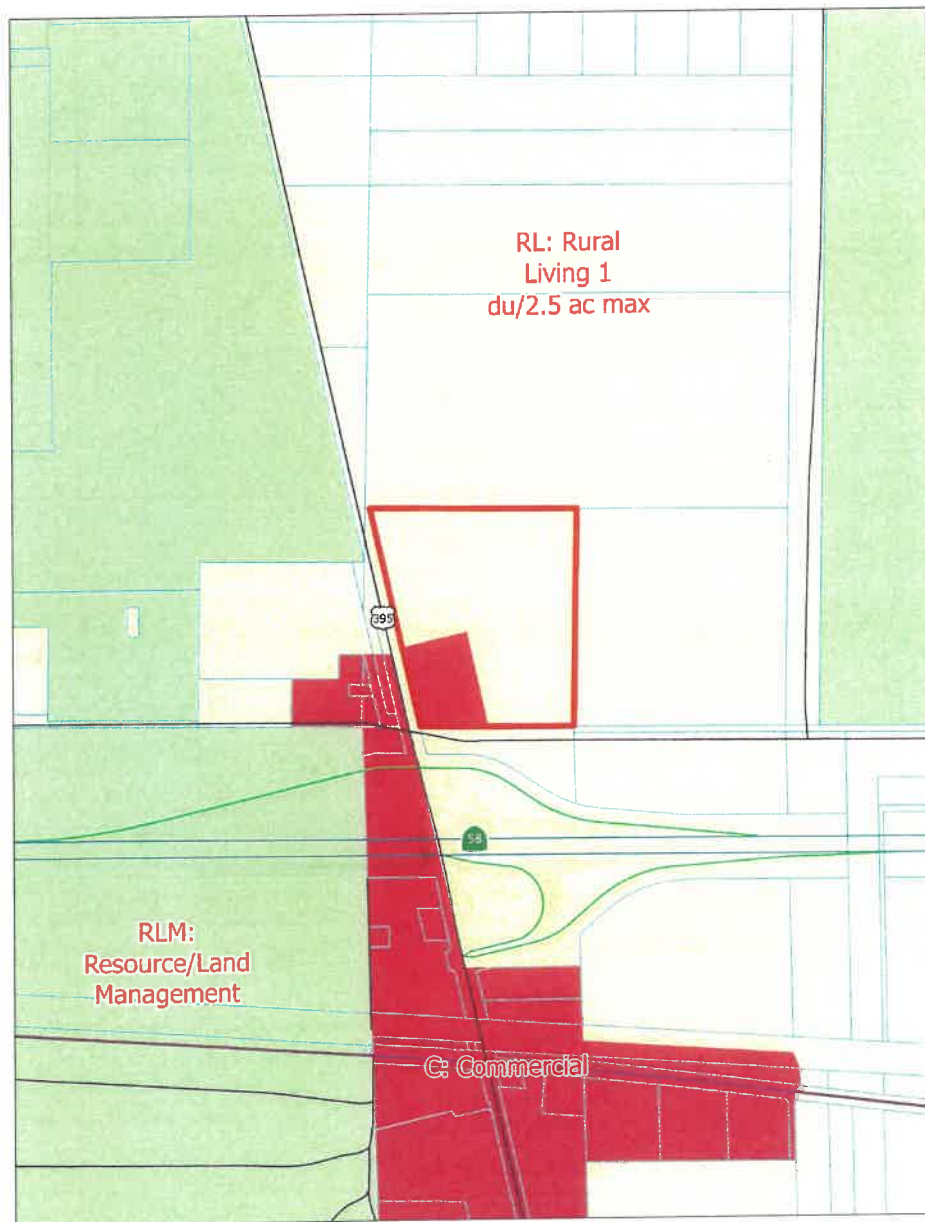 RL: Rural
Living 1
du/2.5 ac max
395
58
RLM:
Resource/Land
Management
C: Commercial